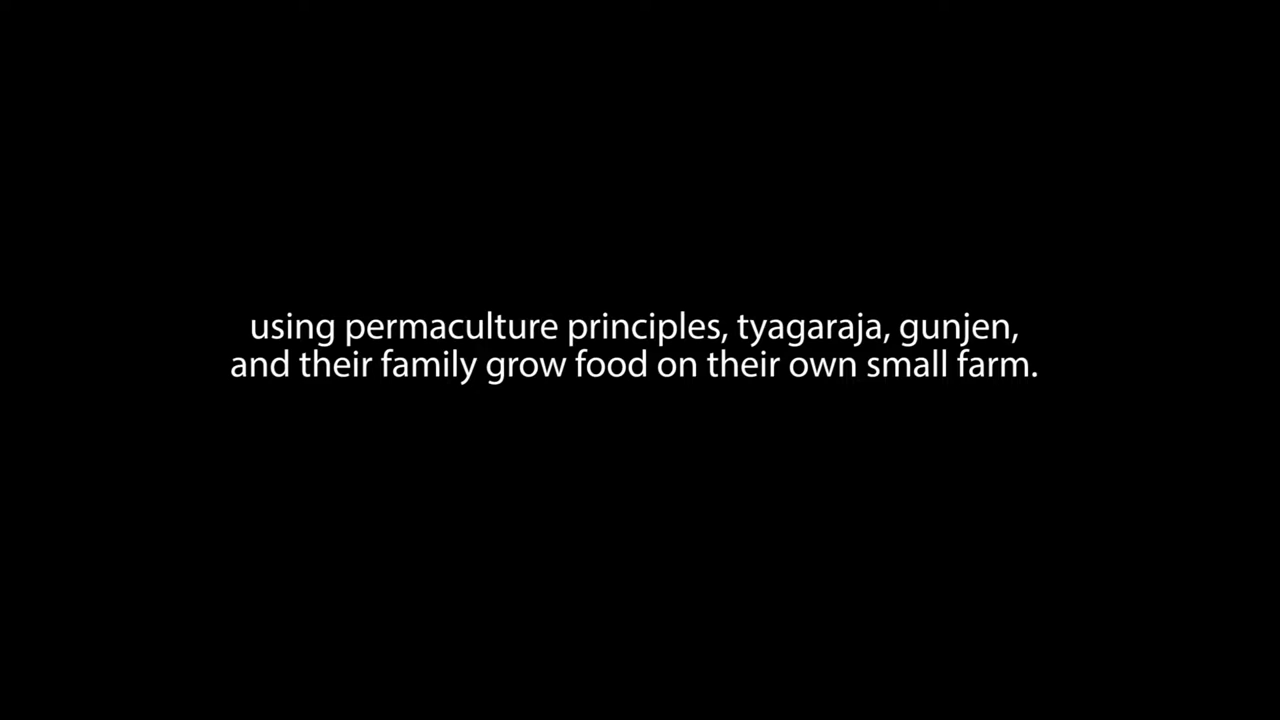 using permaculture principles, tyagaraja, gunjen,
and their family grow food on their own small farm.